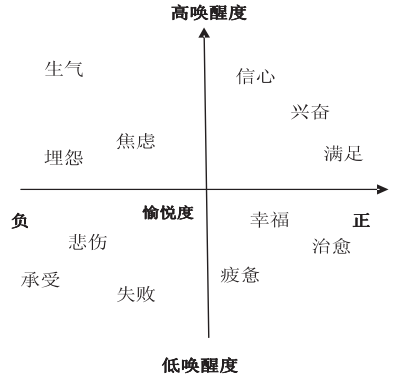 高唤醒度
生气
信心
兴奋
焦虑
埋怨
满足
负
愉悦度
幸福
正
悲伤
治愈
承受
失败
疲惫
低唤醒度